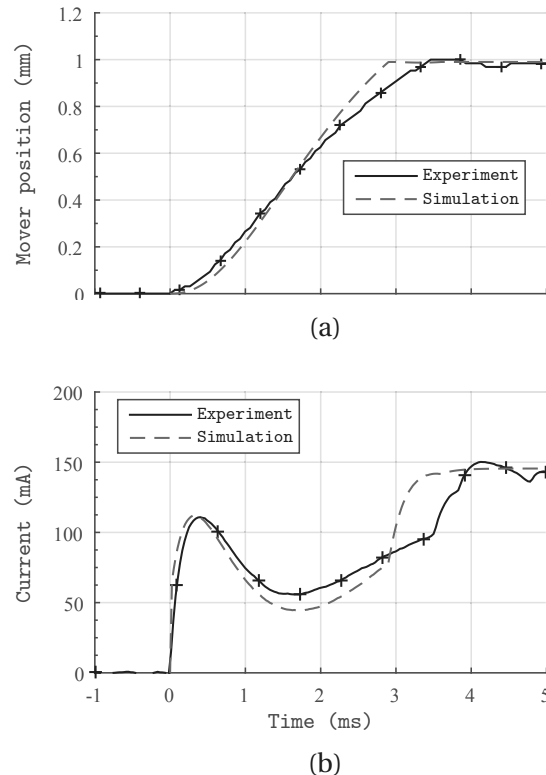 1.2
1
0.8
0.6
0.4
0.2
0
Mover position (mm)
Experiment
Simulation
(a)
200
150
100
50
0
Current (mA)
Experiment
Simulation
-1 0 1 2 3 4 5
Time (ms)
(b)